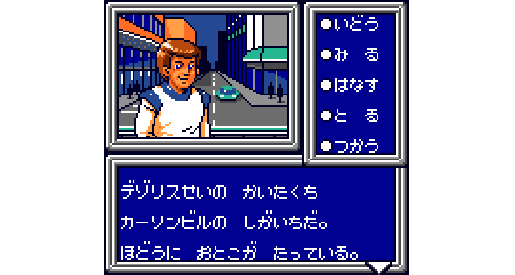 ●いどう
●み る
●はなす
●と る
●つかう
デゾリスせいの かいたくち
カーリンビルの しがいちだ。
ほどうに おとこが たっている。